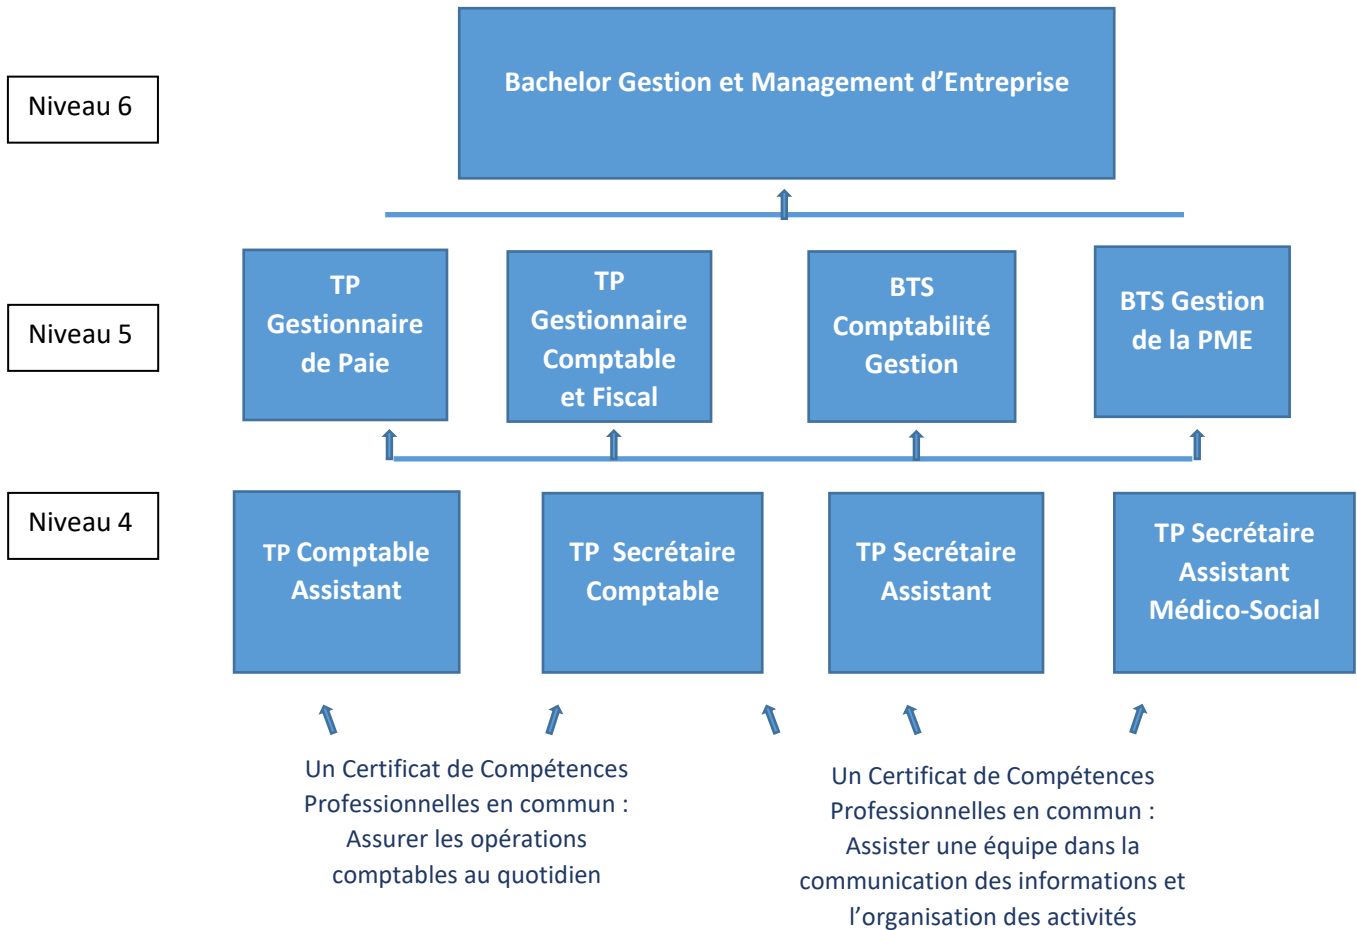 Bachelor Gestion et Management d’Entreprise
Niveau 6
TP
Gestionnaire
de Paie
TP
Gestionnaire
Comptable
et Fiscal
BTS
Comptabilité
Gestion
BTS Gestion
de la PME
Niveau 5
Niveau 4
TP Comptable
Assistant
TP Secrétaire
Comptable
TP Secrétaire
Assistant
TP Secrétaire
Assistant
Médico-Social
Un Certificat de Compétences
Professionnelles en commun :
Assurer les opérations
comptables au quotidien
Un Certificat de Compétences
Professionnelles en commun :
Assister une équipe dans la
communication des informations et
l’organisation des activités